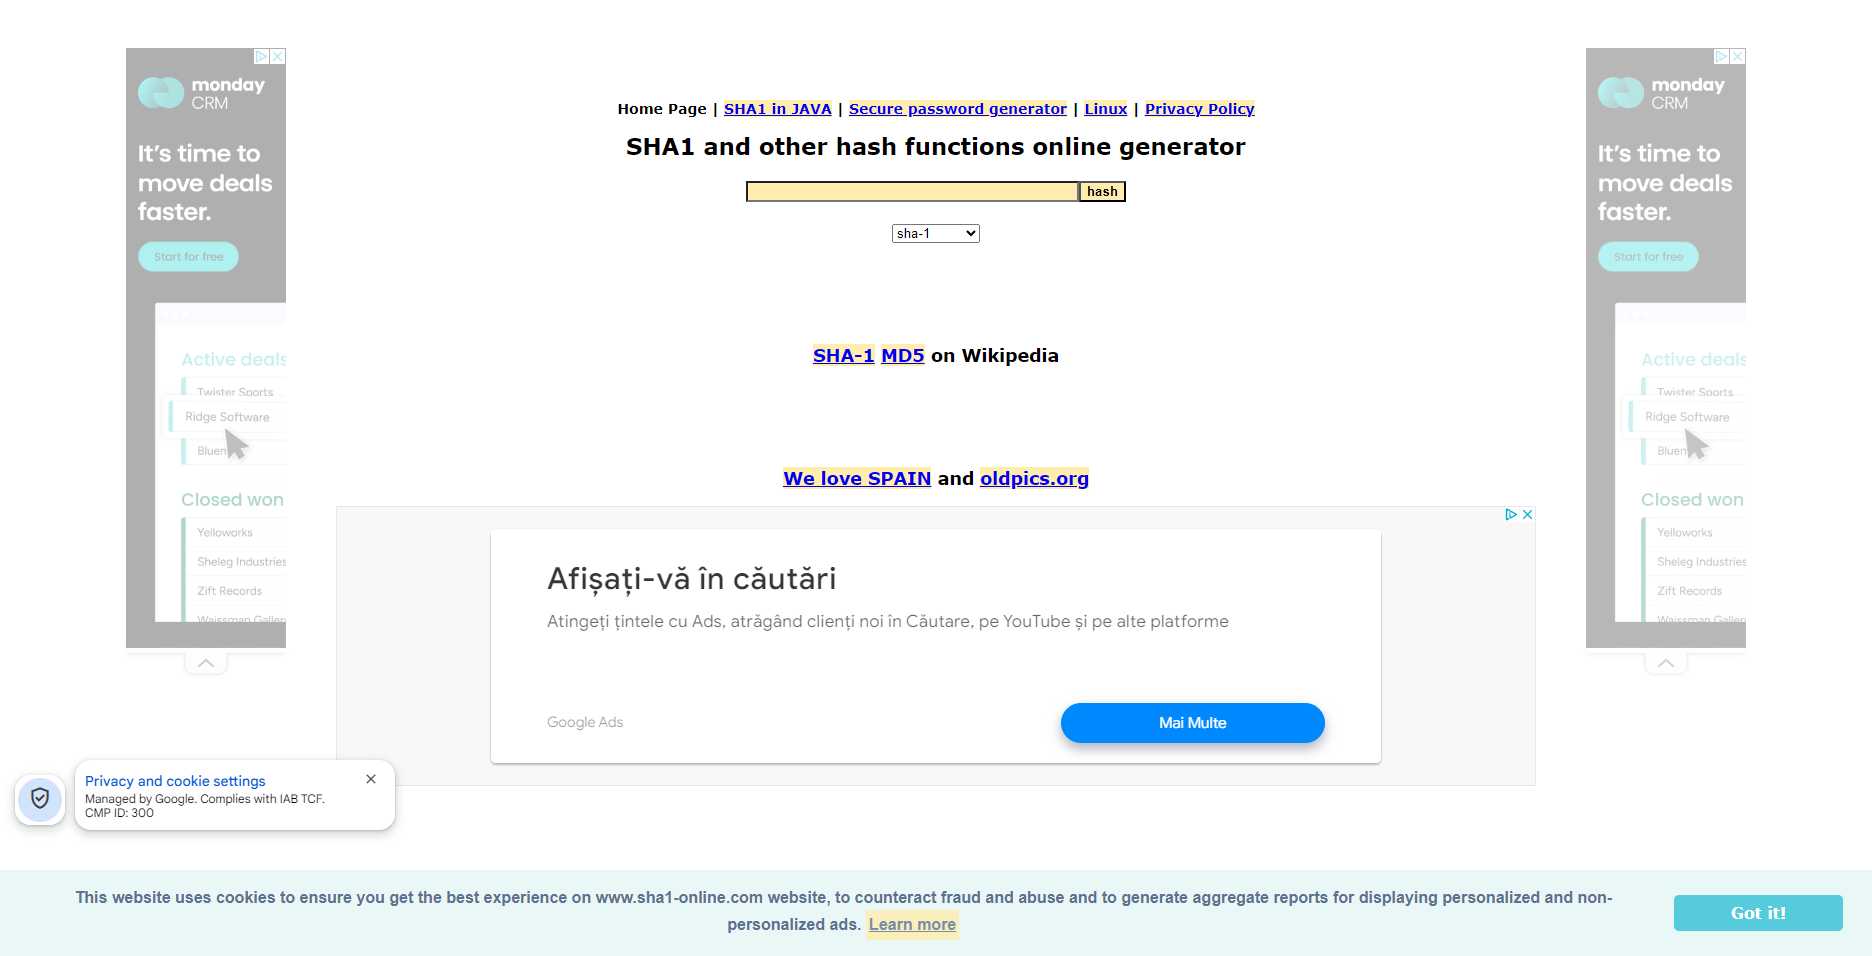 Home Page | SHA1 in JAVA | Secure password generator | Linux | Privacy Policy
SHA1 and other hash functions online generator
hash
sha-1
SHA-1 MD5 on Wikipedia
We love SPAIN and oldpics.org
monday
CRM
It's time to
move deals
faster.
Start for free
Active deals
Twister Sports
Ridge Software
Closed won
Yelloworks
Sheleg Industries
Zift Records
monday
CRM
It's time to
move deals
faster.
Start for free
Active deals
Twister Sports
Ridge Software
Closed won
Yelloworks
Sheleg Industries
Zift Records
Afișați-vă în căutări
Atingeți țintele cu Ads, atrăgând clienți noi în Căutare, pe YouTube și pe alte platforme
Google Ads
Mai Multe
Privacy and cookie settings
Managed by Google. Complies with IAB TCF.
CMP ID: 300
This website uses cookies to ensure you get the best experience on www.sha1-online.com website, to counteract fraud and abuse and to generate aggregate reports for displaying personalized and non-
personalized ads. Learn more
Got it!